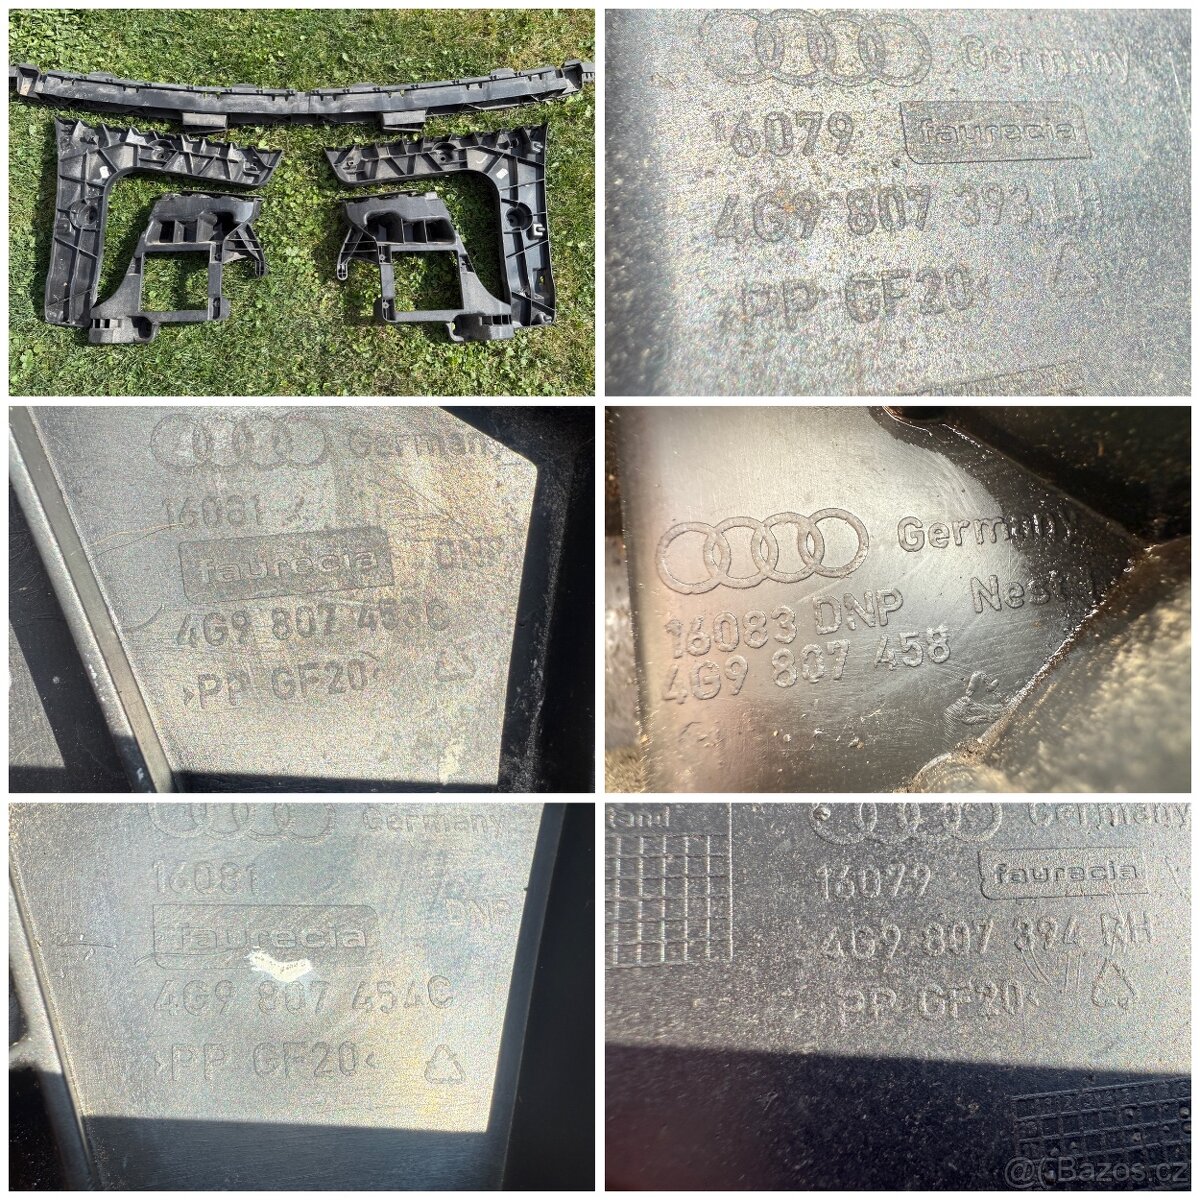 Germany
16079 faurecia
4G9 807 393 LH
PP GF20‹
Germany
16081
faurecia DNP
4G9 807 453C
›PP GF20‹
Germany
16083 DNP
4G9 807 458
Germany
16081
DNP
faurecia
4G9 807 454C
›PP GF20‹
Germany
16079 faurecia
4G9 807 394 RH
PP GF20‹
Bazos.cz